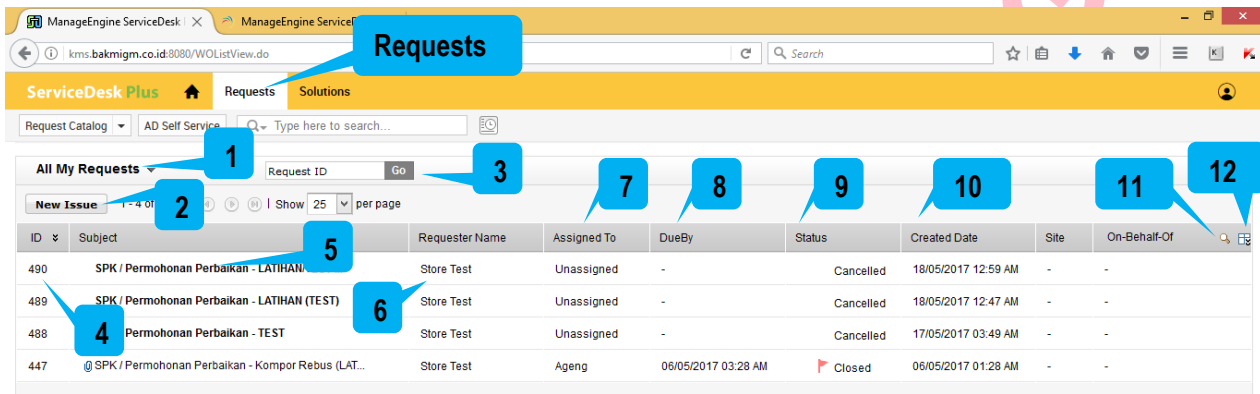 ManageEngine ServiceDesk
ManageEngine ServiceD
kms.bakmigm.co.id:8080/WOListView.do
Search
Requests
ServiceDesk Plus Requests Solutions
Request Catalog AD Self Service Type here to search...
All My Requests 1 Request ID Go 3
7 8 9 10 11 12
New Issue 1 - 4 of 2 Show 25 per page
ID Subject Requester Name Assigned To DueBy Status Created Date Site On-Behalf-Of
5
490 SPK / Permohonan Perbaikan - LATIHAN Store Test Unassigned - Cancelled 18/05/2017 12:59 AM - -
489 SPK / Permohonan Perbaikan - LATIHAN (TEST) Store Test Unassigned - Cancelled 18/05/2017 12:47 AM - -
6
4
488 Permohonan Perbaikan - TEST Store Test Unassigned - Cancelled 17/05/2017 03:49 AM - -
447 SPK / Permohonan Perbaikan - Kompor Rebus (LAT... Store Test Ageng 06/05/2017 03:28 AM Closed 06/05/2017 01:28 AM - -